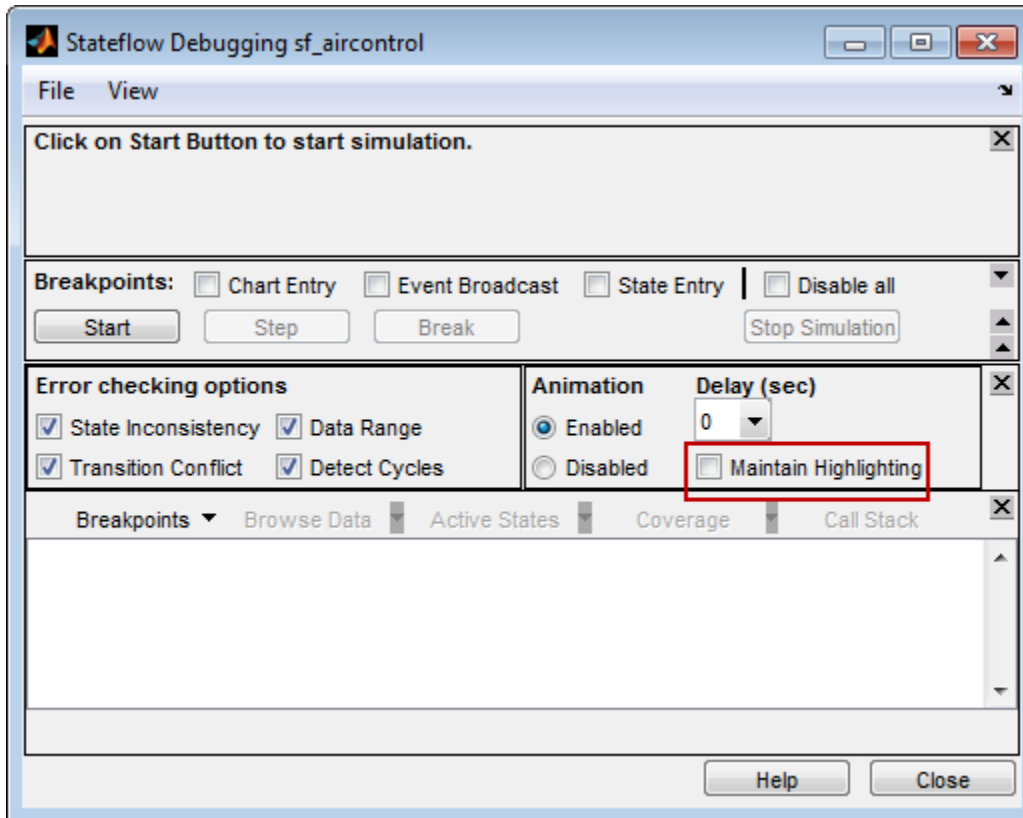 Stateflow Debugging sf_aircontrol
File View
Click on Start Button to start simulation.
Breakpoints: Chart Entry Event Broadcast State Entry Disable all
Start Step Break Stop Simulation
Error checking options Animation Delay (sec)
State Inconsistency Data Range Enabled 0
Transition Conflict Detect Cycles Disabled Maintain Highlighting
Breakpoints Browse Data Active States Coverage Call Stack
Help Close